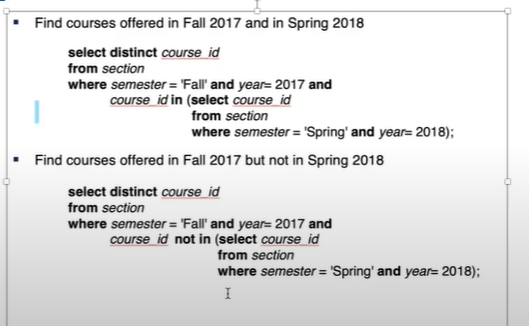 ▪ Find courses offered in Fall 2017 and in Spring 2018
select distinct course_id
from section
where semester = 'Fall' and year= 2017 and
course_id in (select course_id
from section
where semester = 'Spring' and year= 2018);
▪ Find courses offered in Fall 2017 but not in Spring 2018
select distinct course_id
from section
where semester = 'Fall' and year= 2017 and
course_id not in (select course_id
from section
where semester = 'Spring' and year= 2018);